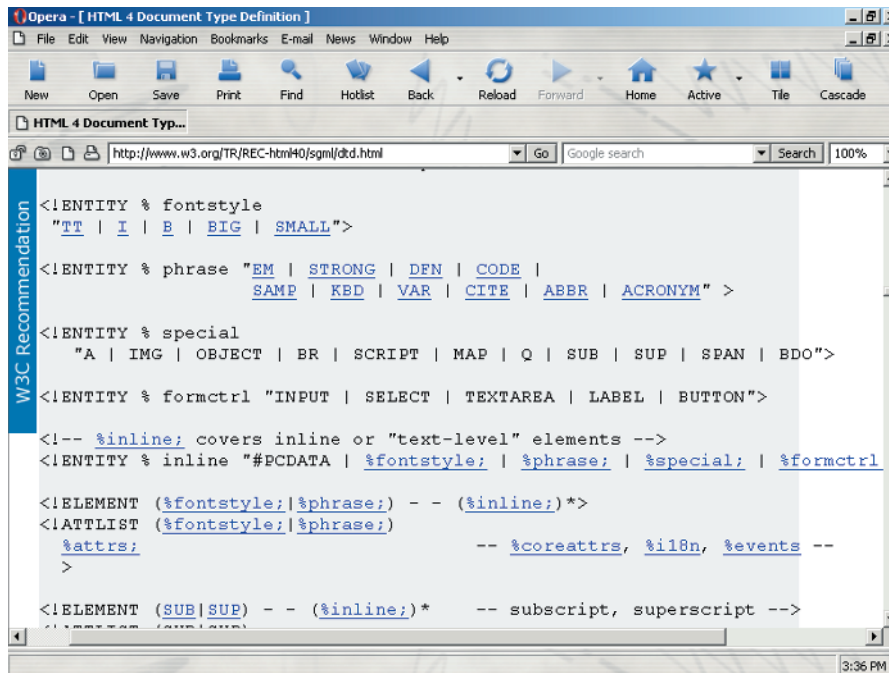 Opera - [ HTML 4 Document Type Definition ]
File Edit View Navigation Bookmarks E-mail News Window Help
New Open Save Print Find Hotlist Back Reload Forward Home Active Tile Cascade
HTML 4 Document Typ...
http://www.w3.org/TR/REC-html40/sgml/dtd.html Go Google search Search 100%
W3C Recommendation
<!ENTITY % fontstyle
"TT | I | B | BIG | SMALL">
<!ENTITY % phrase "EM | STRONG | DFN | CODE |
SAMP | KBD | VAR | CITE | ABBR | ACRONYM" >
<!ENTITY % special
"A | IMG | OBJECT | BR | SCRIPT | MAP | Q | SUB | SUP | SPAN | BDO">
<!ENTITY % formctrl "INPUT | SELECT | TEXTAREA | LABEL | BUTTON">
<!-- %inline; covers inline or "text-level" elements -->
<!ENTITY % inline "#PCDATA | %fontstyle; | %phrase; | %special; | %formctrl
<!ELEMENT (%fontstyle;|%phrase;) - - (%inline;)*>
<!ATTLIST (%fontstyle;|%phrase;)
%attrs; -- %coreattrs, %i18n, %events --
>
<!ELEMENT (SUB|SUP) - - (%inline;)* -- subscript, superscript -->
<!ATTLIST (SUB|SUP)
3:36 PM